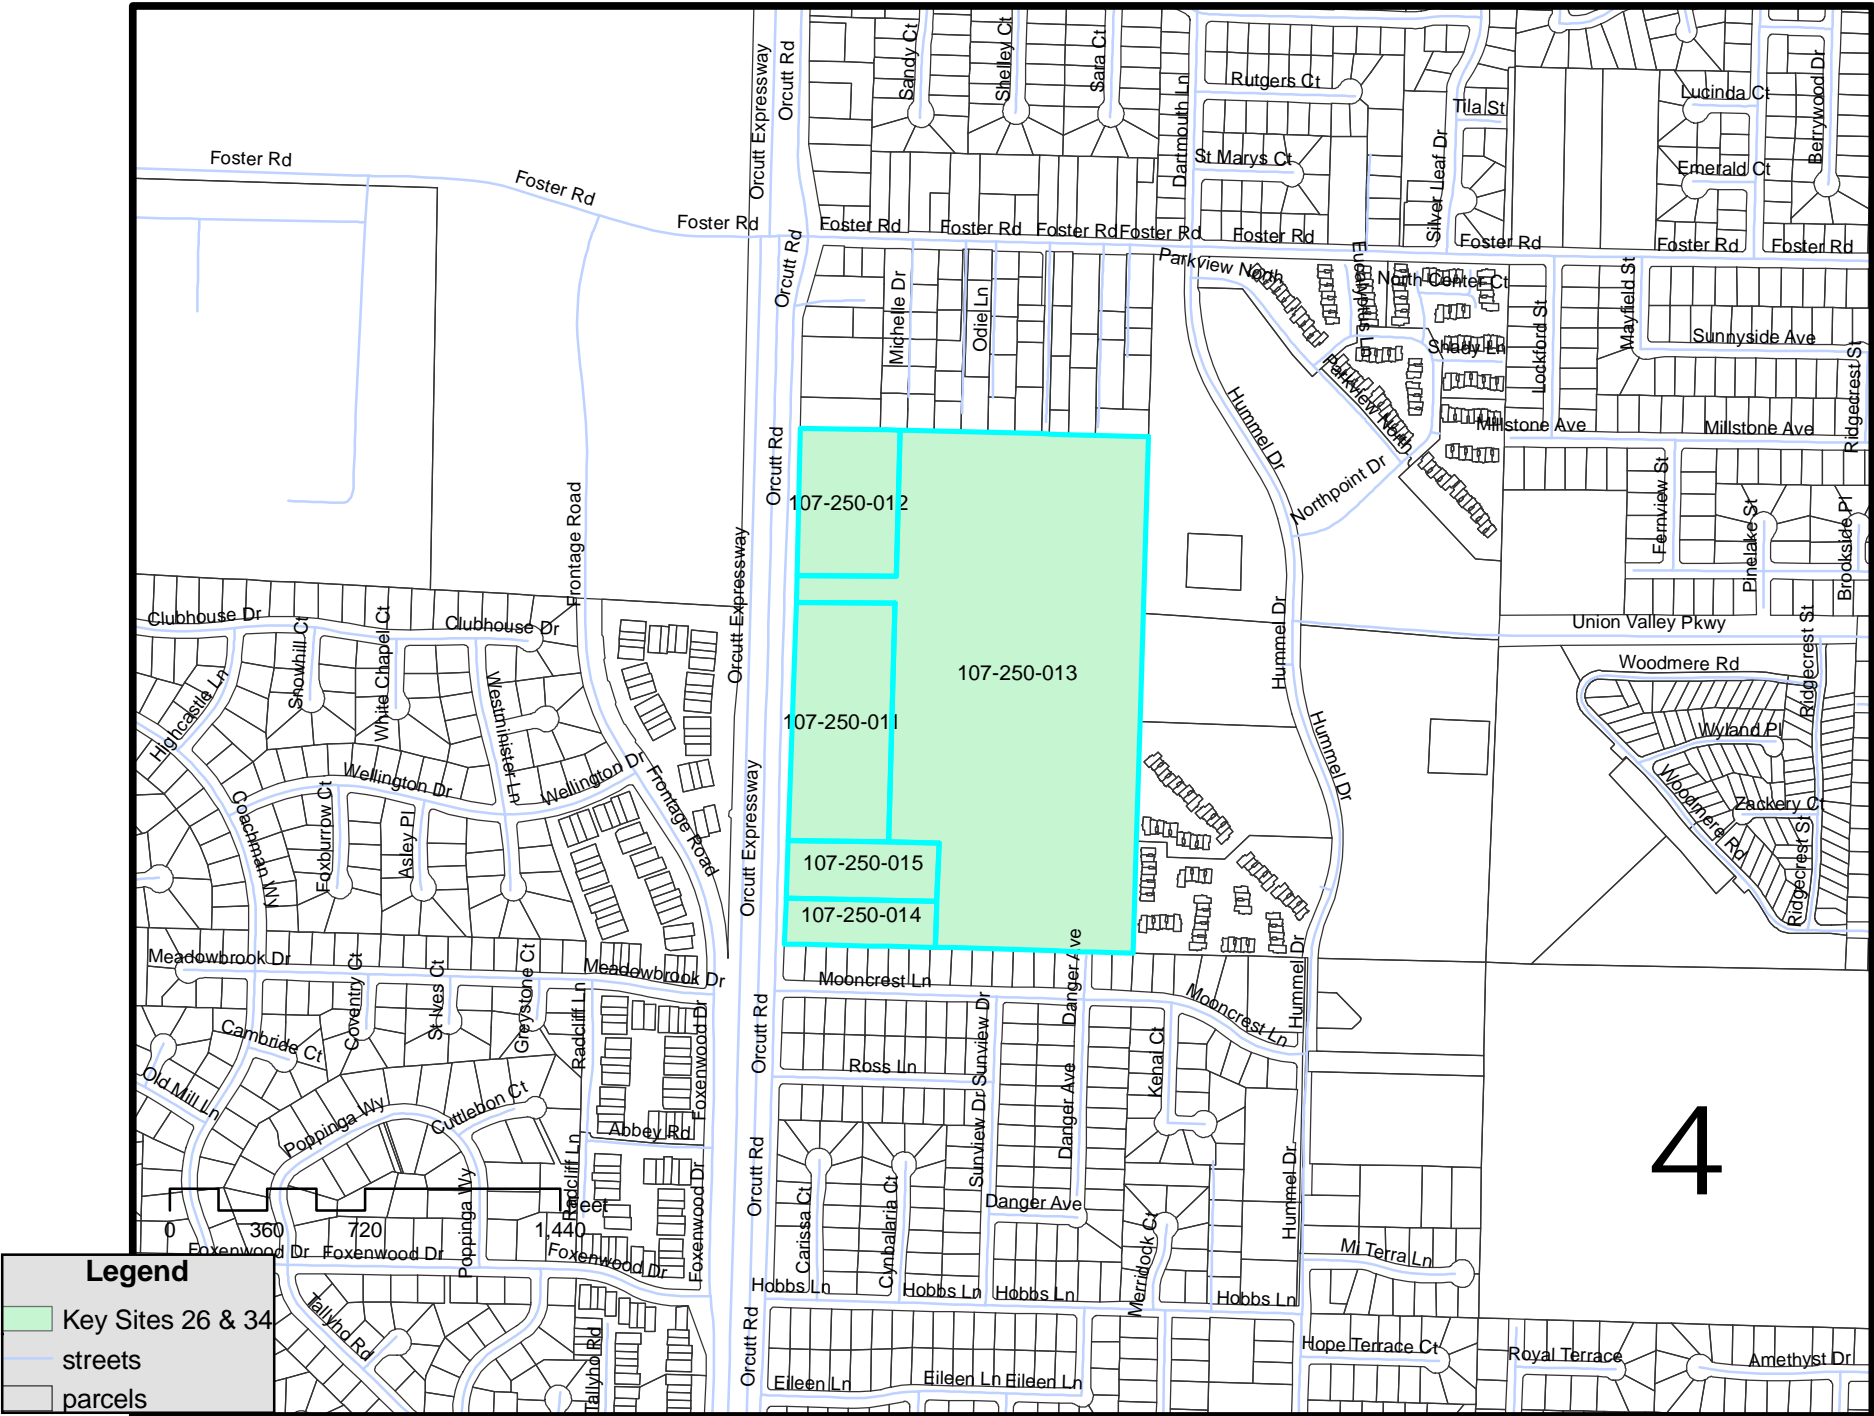 Orcutt Expressway
Orcutt Rd
Sandy Ct
Shelley Ct
Sara Ct
Dartmouth Ln
Rutgers Ct
Tila St
Lucinda Ct
Berrywood Dr
St Marys Ct
Silver Leaf Dr
Emerald Ct
Foster Rd
Foster Rd
Foster Rd
Foster Rd
Foster Rd
Foster Rd
Foster Rd
Foster Rd
Foster Rd
Foster Rd
Foster Rd
Orcutt Rd
Michelle Dr
Odiel Ln
Parkview North
Eucalyptus Ln
North Center Ct
Shady Ln
Parkview North
Lockford St
Mayfield St
Sunnyside Ave
Ridgecrest St
Millstone Ave
Millstone Ave
Hummel Dr
Northpoint Dr
Fernview St
Pinelake St
Brookside Pl
Orcutt Rd
107-250-012
Frontage Road
Orcutt Expressway
Clubhouse Dr
Clubhouse Dr
Snowhill Ct
White Chapel Ct
Highcastle Ln
Westminister Ln
Hummel Dr
Union Valley Pkwy
Woodmere Rd
Ridgecrest St
107-250-013
107-250-011
Wyland Pl
Hummel Dr
Wellington Dr
Wellington Dr
Frontage Road
Coachman Wy
Foxburrow Ct
Asley Pl
Orcutt Expressway
Woodmere Rd
Zackery Ct
Ridgecrest St
107-250-015
107-250-014
Meadowbrook Dr
Meadowbrook Dr
Coventry Ct
St Ives Ct
Greystone Ct
Radcliff Ln
Mooncrest Ln
Danger Ave
Mooncrest Ln
Hummel Dr
Cambride Ct
Old Mill Ln
Foxenwood Dr
Orcutt Rd
Sunview Dr
Ross Ln
Kenai Ct
Danger Ave
Poppinga Wy
Cuttlebon Ct
Abbey Rd
Radcliff Ln
Foxenwood Dr
Orcutt Rd
Sunview Dr
Carissa Ct
Cynbalaria Ct
Danger Ave
Merridock Ct
Hummel Dr
4
Poppinga Wy
Feet
0 360 720 1,440
Foxenwood Dr
Foxenwood Dr
Foxenwood Dr
Mi Terra Ln
Hobbs Ln
Hobbs Ln
Hobbs Ln
Hobbs Ln
Tallyho Rd
Tallyho Rd
Orcutt Rd
Eileen Ln
Eileen Ln
Eileen Ln
Hope Terrace Ct
Royal Terrace
Amethyst Dr
Legend
Key Sites 26 & 34
streets
parcels